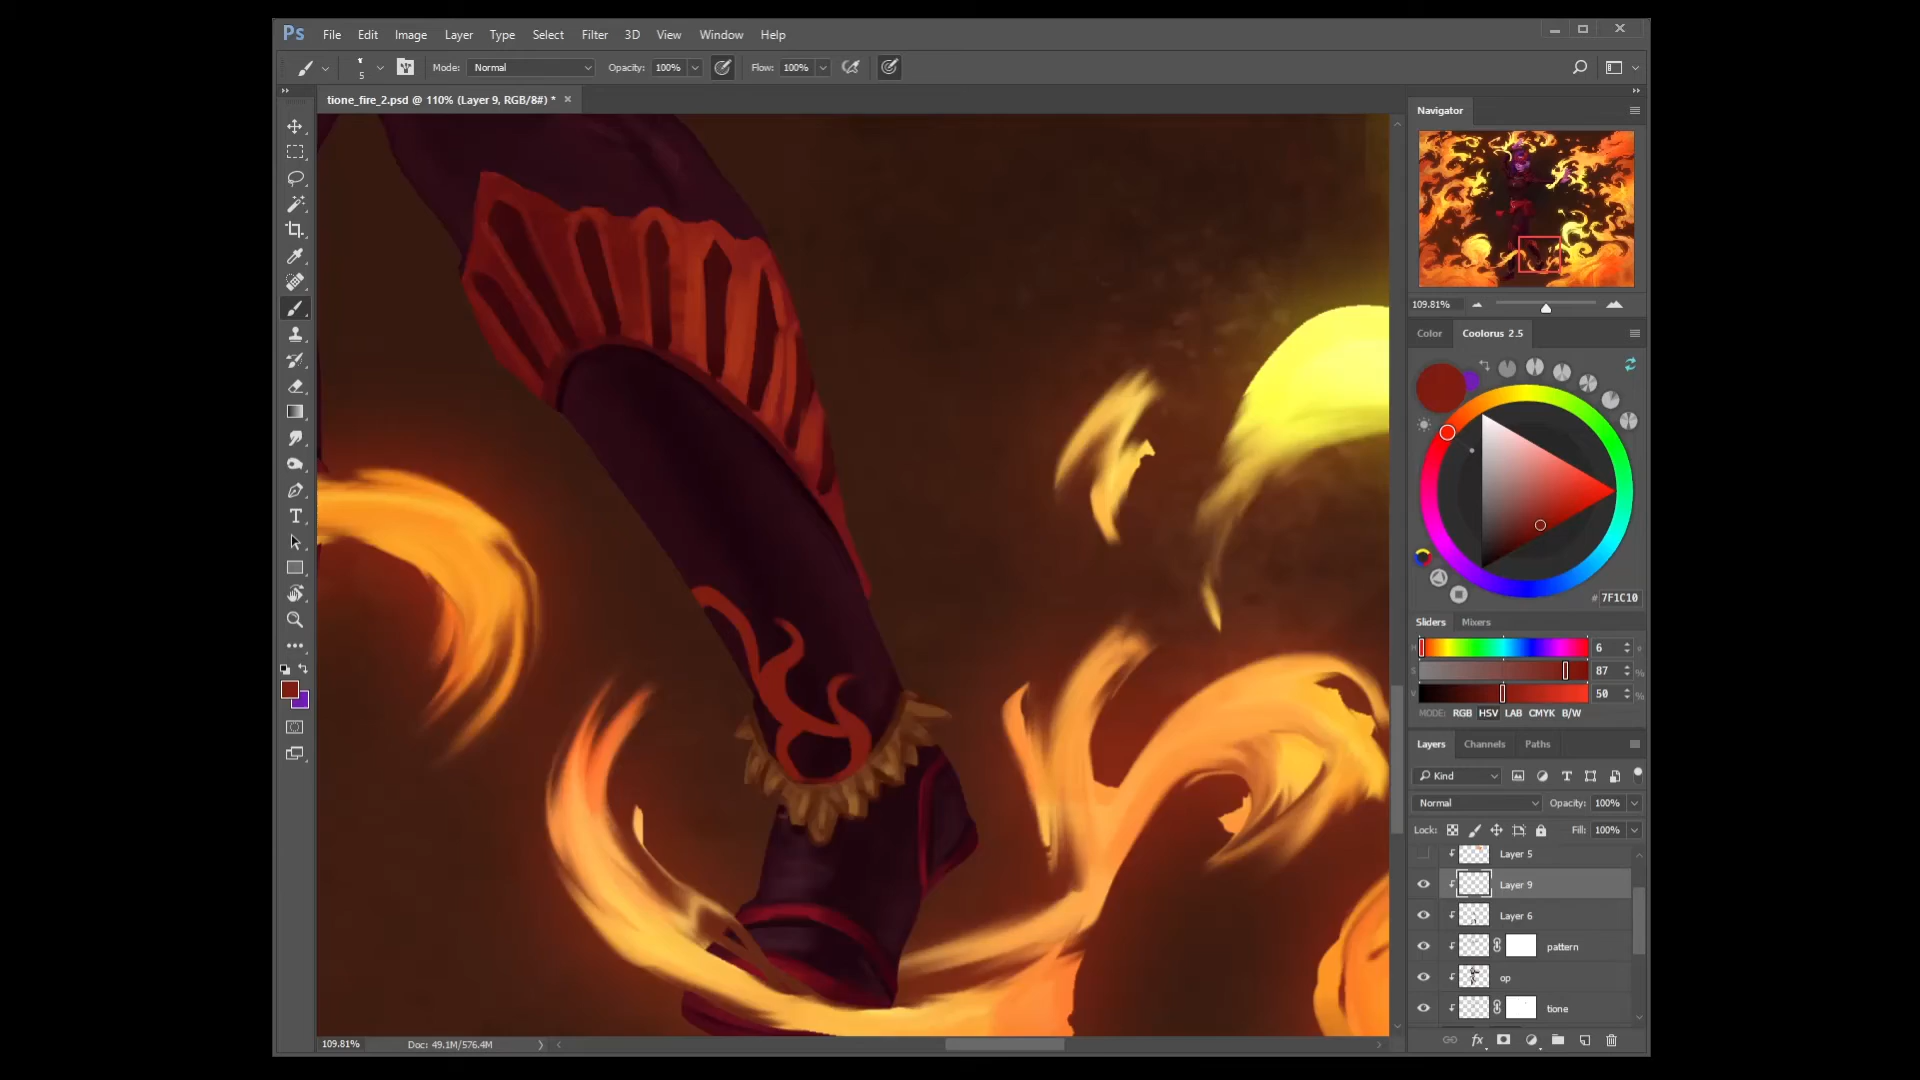 Ps File Edit Image Layer Type Select Filter 3D View Window Help
5 Mode: Normal Opacity: 100% Flow: 100%
tione_fire_2.psd @ 110% (Layer 9, RGB/8#) * ×
Navigator
109.81%
Color Coolorus 2.5
# 7F1C10
Sliders Mixers
H 6 °
S 87 %
V 50 %
MODE: RGB HSV LAB CMYK B/W
Layers Channels Paths
Kind T
Normal Opacity: 100%
Lock: Fill: 100%
Layer 5
Layer 9
Layer 6
pattern
op
tione
fx
109.81% Doc: 49.1M/576.4M